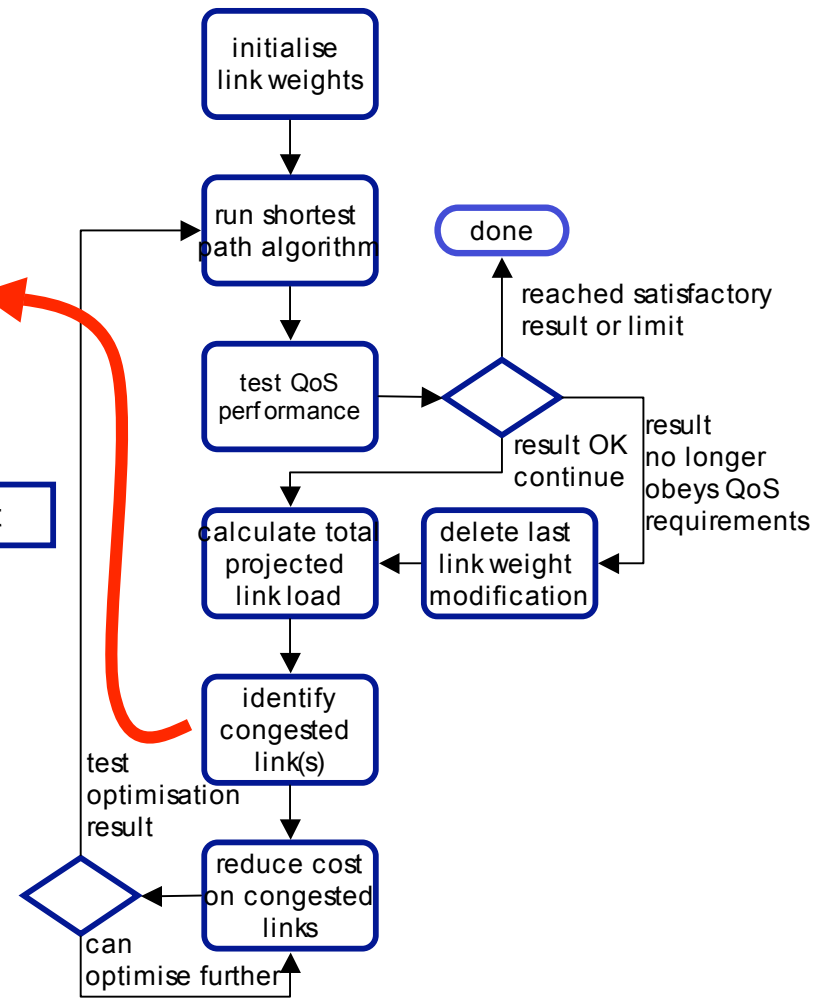 initialise
link weights
run shortest
path algorithm
done
reached satisfactory
result or limit
test QoS
performance
result OK
continue
result
no longer
obeys QoS
requirements
calculate total
projected
link load
delete last
link weight
modification
identify
congested
link(s)
test
optimisation
result
reduce cost
on congested
links
can
optimise further